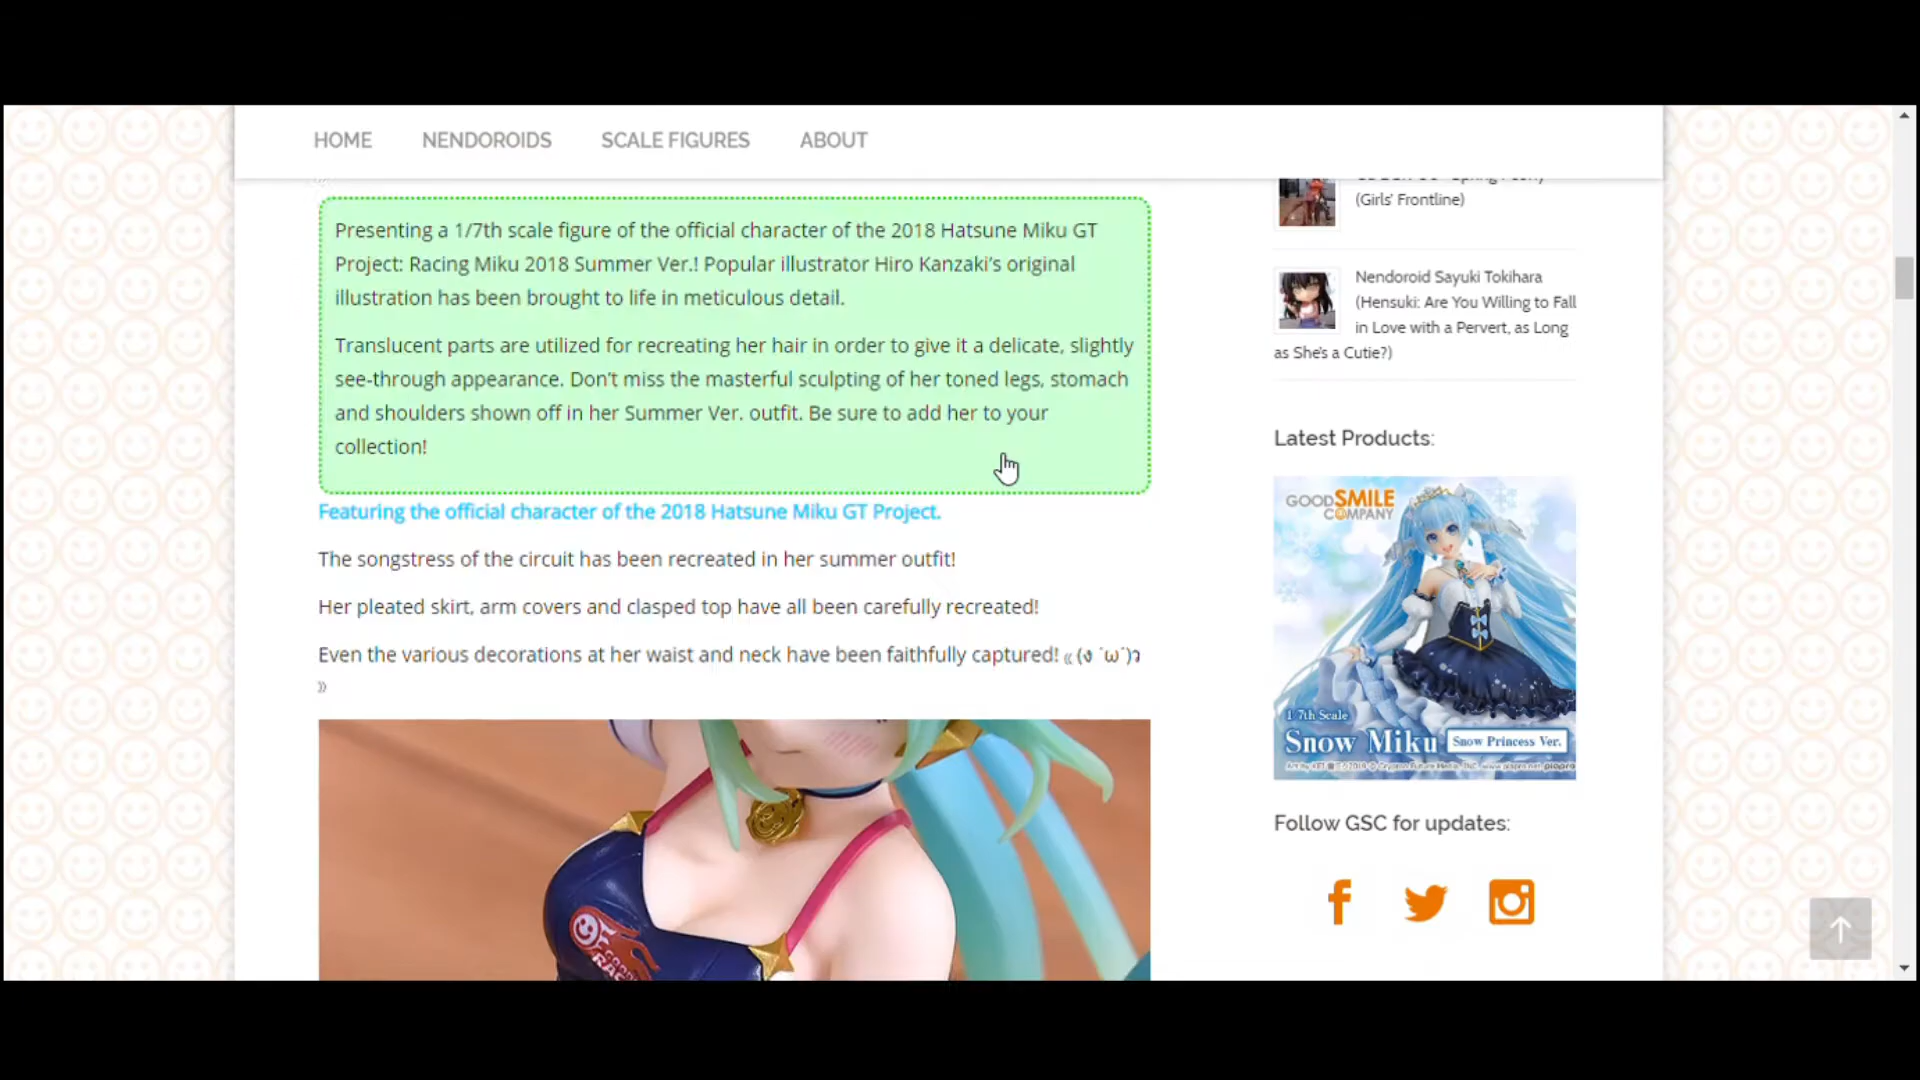 HOME NENDOROIDS SCALE FIGURES ABOUT
Presenting a 1/7th scale figure of the official character of the 2018 Hatsune Miku GT
Project: Racing Miku 2018 Summer Ver.! Popular illustrator Hiro Kanzaki's original
illustration has been brought to life in meticulous detail.
Translucent parts are utilized for recreating her hair in order to give it a delicate, slightly
see-through appearance. Don't miss the masterful sculpting of her toned legs, stomach
and shoulders shown off in her Summer Ver. outfit. Be sure to add her to your
collection!
Featuring the official character of the 2018 Hatsune Miku GT Project.
The songstress of the circuit has been recreated in her summer outfit!
Her pleated skirt, arm covers and clasped top have all been carefully recreated!
Even the various decorations at her waist and neck have been faithfully captured! « (ง ´ω`)ว
»
(Girls' Frontline)
Nendoroid Sayuki Tokihara
(Hensuki: Are You Willing to Fall
in Love with a Pervert, as Long
as She's a Cutie?)
Latest Products:
GOODSMILE
COMPANY
1/7th Scale
Snow Miku Snow Princess Ver.
Follow GSC for updates: